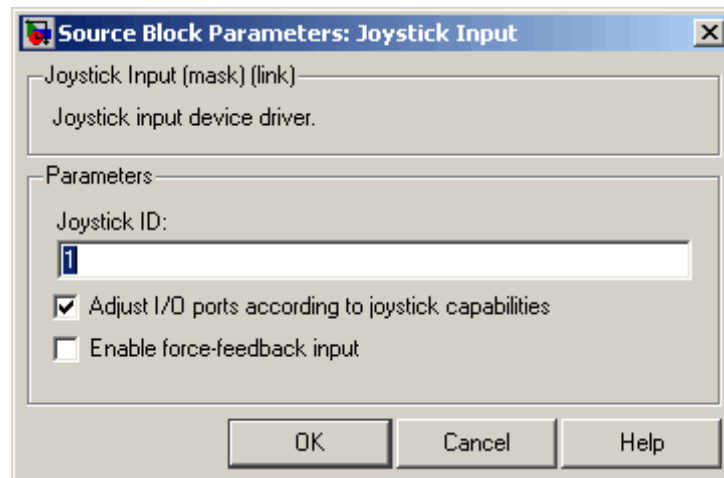 Source Block Parameters: Joystick Input
Joystick Input (mask) (link)
Joystick input device driver.
Parameters
Joystick ID:
1
Adjust I/O ports according to joystick capabilities
Enable force-feedback input
OK Cancel Help